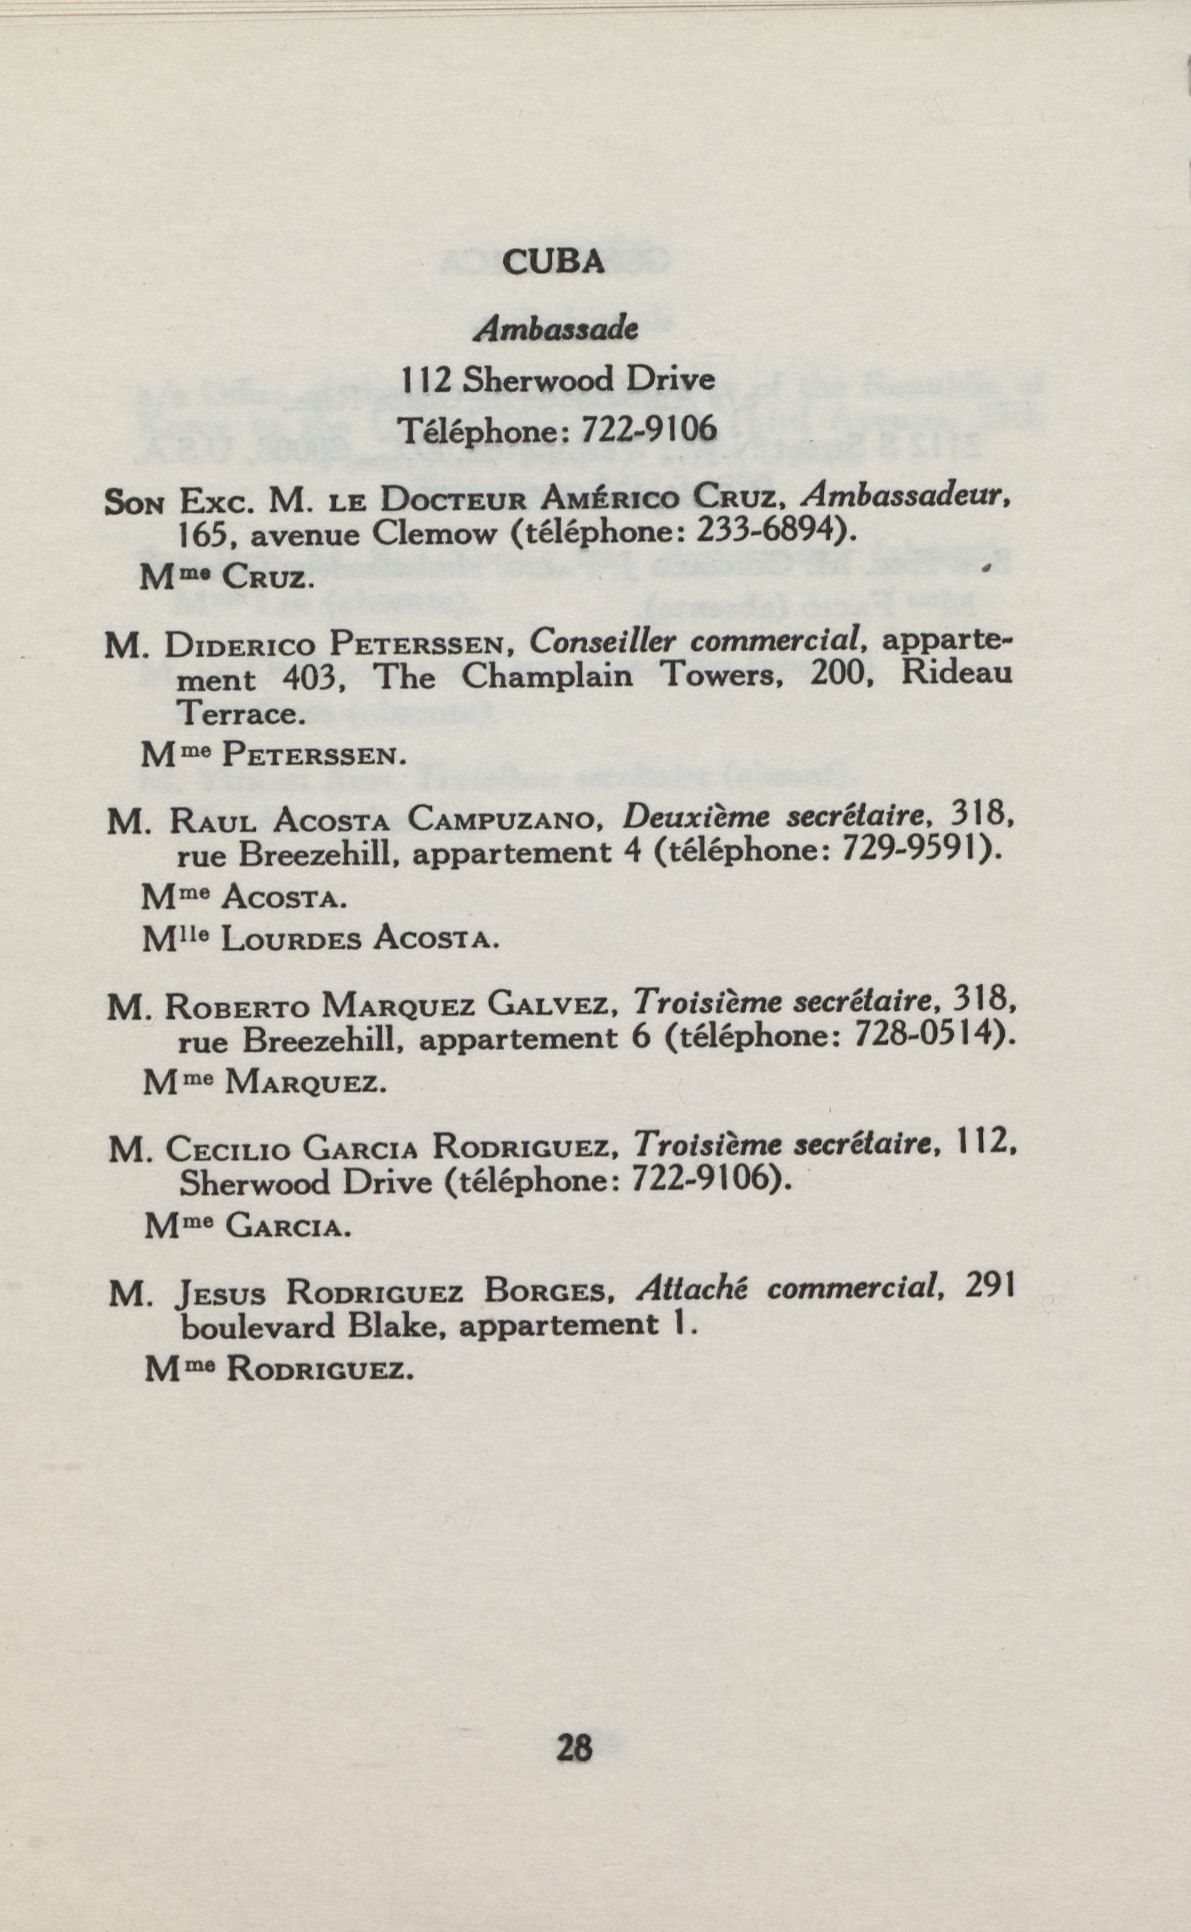 CUBA
Ambassade
112 Sherwood Drive
Téléphone: 722-9106
SON EXC. M. LE DOCTEUR AMÉRICO CRUZ, Ambassadeur,
165, avenue Clemow (téléphone: 233-6894).
Mme CRUZ.
M. DIDERICO PETERSSEN, Conseiller commercial, apparte-
ment 403, The Champlain Towers, 200, Rideau
Terrace.
Mme PETERSSEN.
M. RAUL ACOSTA CAMPUZANO, Deuxième secrétaire, 318,
rue Breezehill, appartement 4 (téléphone: 729-9591).
Mme ACOSTA.
Mlle LOURDES ACOSTA.
M. ROBERTO MARQUEZ GALVEZ, Troisième secrétaire, 318,
rue Breezehill, appartement 6 (téléphone: 728-0514).
Mme MARQUEZ.
M. CECILIO GARCIA RODRIGUEZ, Troisième secrétaire, 112,
Sherwood Drive (téléphone: 722-9106).
Mme GARCIA.
M. JESUS RODRIGUEZ BORGES, Attaché commercial, 291
boulevard Blake, appartement 1.
Mme RODRIGUEZ.
28